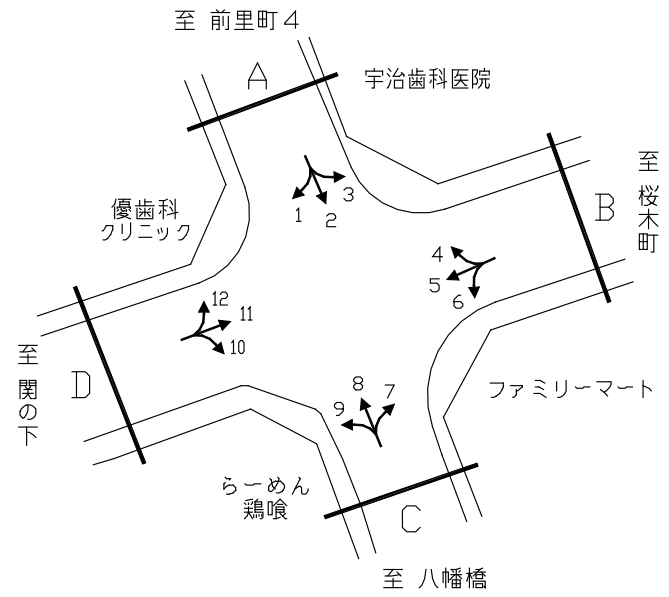 至 前里町4
A
宇治歯科医院
至 桜木町
B
優歯科
クリニック
1
2
3
4
5
6
12
11
10
至 関の下
D
8
7
9
ファミリーマート
らーめん
鶏喰
C
至 八幡橋